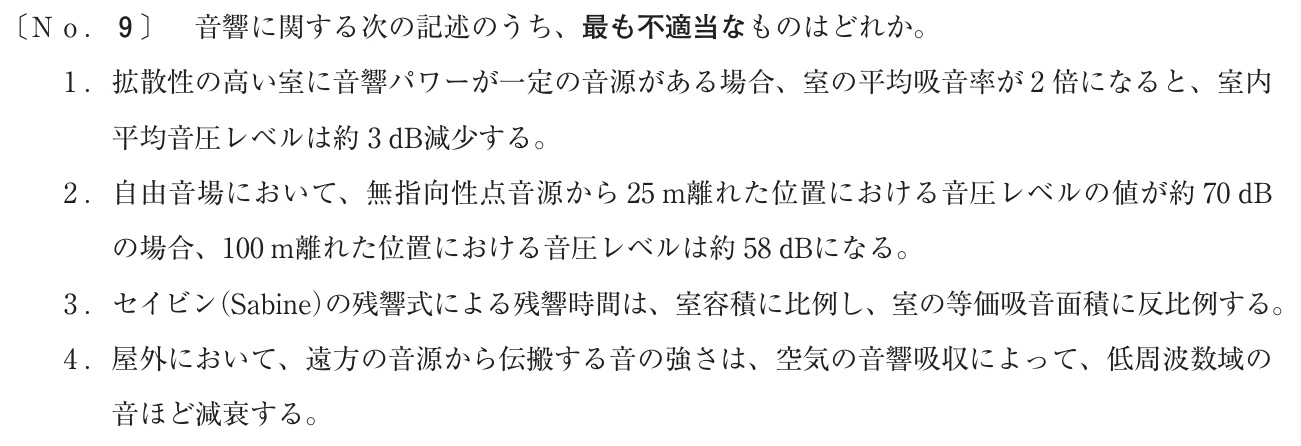 〔Ｎｏ．９〕　音響に関する次の記述のうち、最も不適当なものはどれか。
１．拡散性の高い室に音響パワーが一定の音源がある場合、室の平均吸音率が２倍になると、室内
平均音圧レベルは約３dB減少する。
２．自由音場において、無指向性点音源から25 m離れた位置における音圧レベルの値が約70 dB
の場合、100 m離れた位置における音圧レベルは約58 dBになる。
３．セイビン(Sabine)の残響式による残響時間は、室容積に比例し、室の等価吸音面積に反比例する。
４．屋外において、遠方の音源から伝搬する音の強さは、空気の音響吸収によって、低周波数域の
音ほど減衰する。